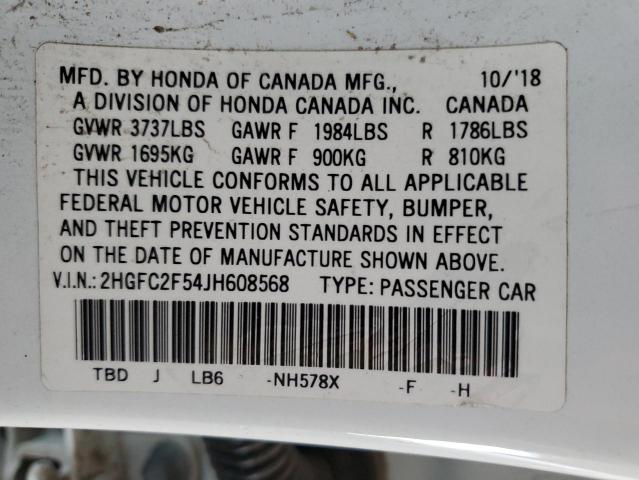 MFD. BY HONDA OF CANADA MFG., 10/'18
A DIVISION OF HONDA CANADA INC. CANADA
GVWR 3737LBS GAWR F 1984LBS R 1786LBS
GVWR 1695KG GAWR F 900KG R 810KG
THIS VEHICLE CONFORMS TO ALL APPLICABLE
FEDERAL MOTOR VEHICLE SAFETY, BUMPER,
AND THEFT PREVENTION STANDARDS IN EFFECT
ON THE DATE OF MANUFACTURE SHOWN ABOVE.
V.I.N.: 2HGFC2F54JH608568 TYPE: PASSENGER CAR
TBD J LB6 -NH578X -F -H